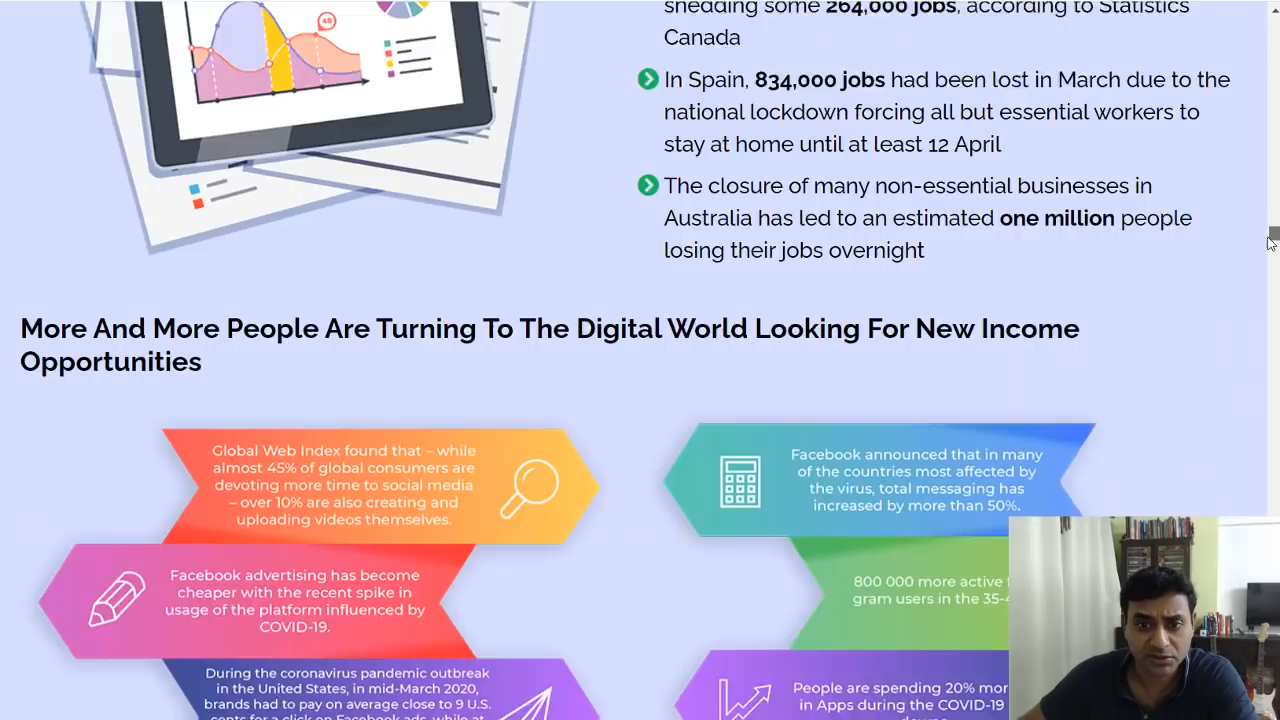 48
shedding some 264,000 jobs, according to Statistics
Canada
In Spain, 834,000 jobs had been lost in March due to the
national lockdown forcing all but essential workers to
stay at home until at least 12 April
The closure of many non-essential businesses in
Australia has led to an estimated one million people
losing their jobs overnight
More And More People Are Turning To The Digital World Looking For New Income
Opportunities
Global Web Index found that – while
almost 45% of global consumers are
devoting more time to social media
– over 10% are also creating and
uploading videos themselves.
Facebook announced that in many
of the countries most affected by
the virus, total messaging has
increased by more than 50%.
Facebook advertising has become
cheaper with the recent spike in
usage of the platform influenced by
COVID-19.
800 000 more active
gram users in the 35-
During the coronavirus pandemic outbreak
in the United States, in mid-March 2020,
brands had to pay on average close to 9 U.S.
cents for a click on Facebook ads, while at
People are spending 20% mor
in Apps during the COVID-19